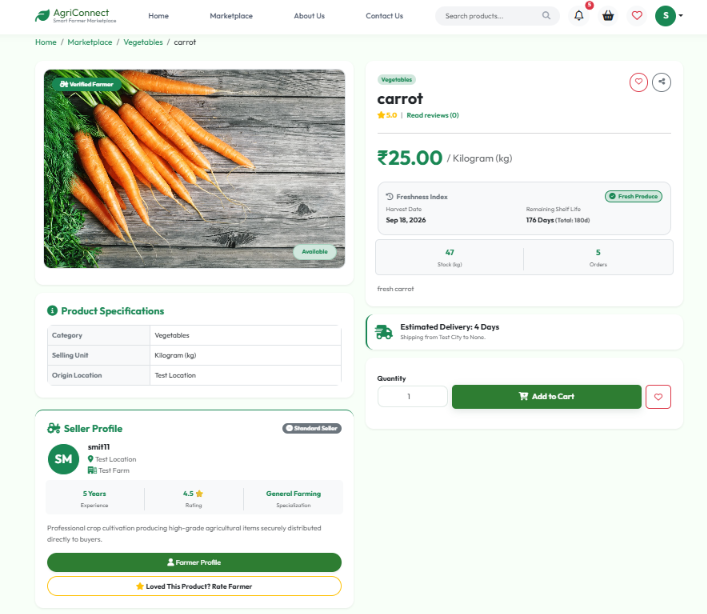 AgriConnect
Smart Farmer Marketplace
Home
Marketplace
About Us
Contact Us
Search products...
5
S
Home / Marketplace / Vegetables / carrot
Verified Farmer
Available
Vegetables
carrot
5.0 | Read reviews (0)
₹25.00 / Kilogram (kg)
Freshness Index
Fresh Produce
Harvest Date
Sep 18, 2026
Remaining Shelf Life
176 Days (Total: 180d)
47
Stock (kg)
5
Orders
fresh carrot
Estimated Delivery: 4 Days
Shipping from Test City to None.
Quantity
1
Add to Cart
Product Specifications
Category Vegetables
Selling Unit Kilogram (kg)
Origin Location Test Location
Seller Profile
Standard Seller
SM
smit11
Test Location
Test Farm
5 Years
Experience
4.5
Rating
General Farming
Specialization
Professional crop cultivation producing high-grade agricultural items securely distributed
directly to buyers.
Farmer Profile
Loved This Product? Rate Farmer